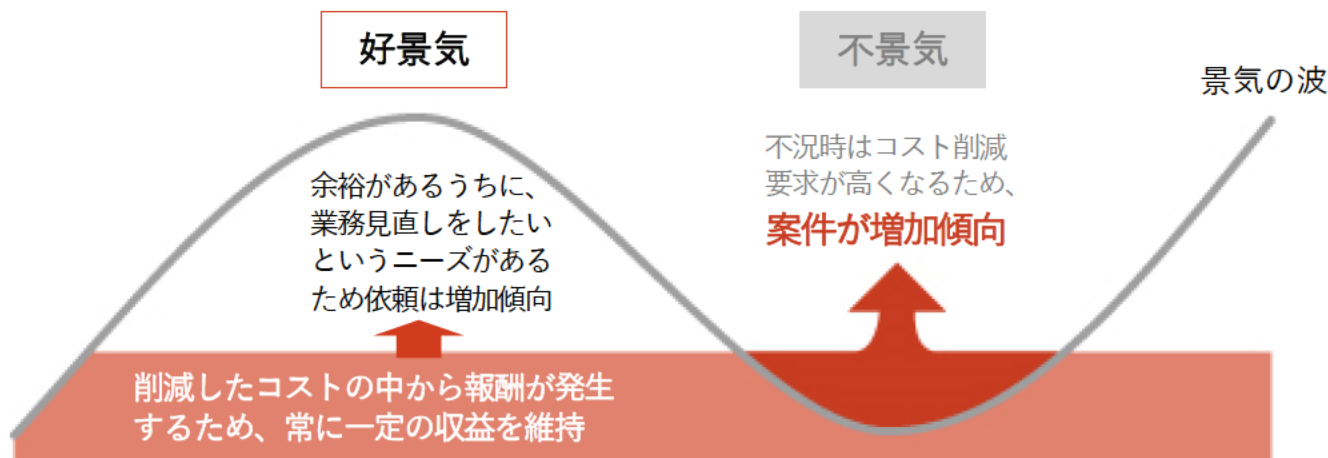 好景気
不景気
景気の波
余裕があるうちに、
業務見直しをしたい
というニーズがある
ため依頼は増加傾向
不況時はコスト削減
要求が高くなるため、
案件が増加傾向
削減したコストの中から報酬が発生
するため、常に一定の収益を維持